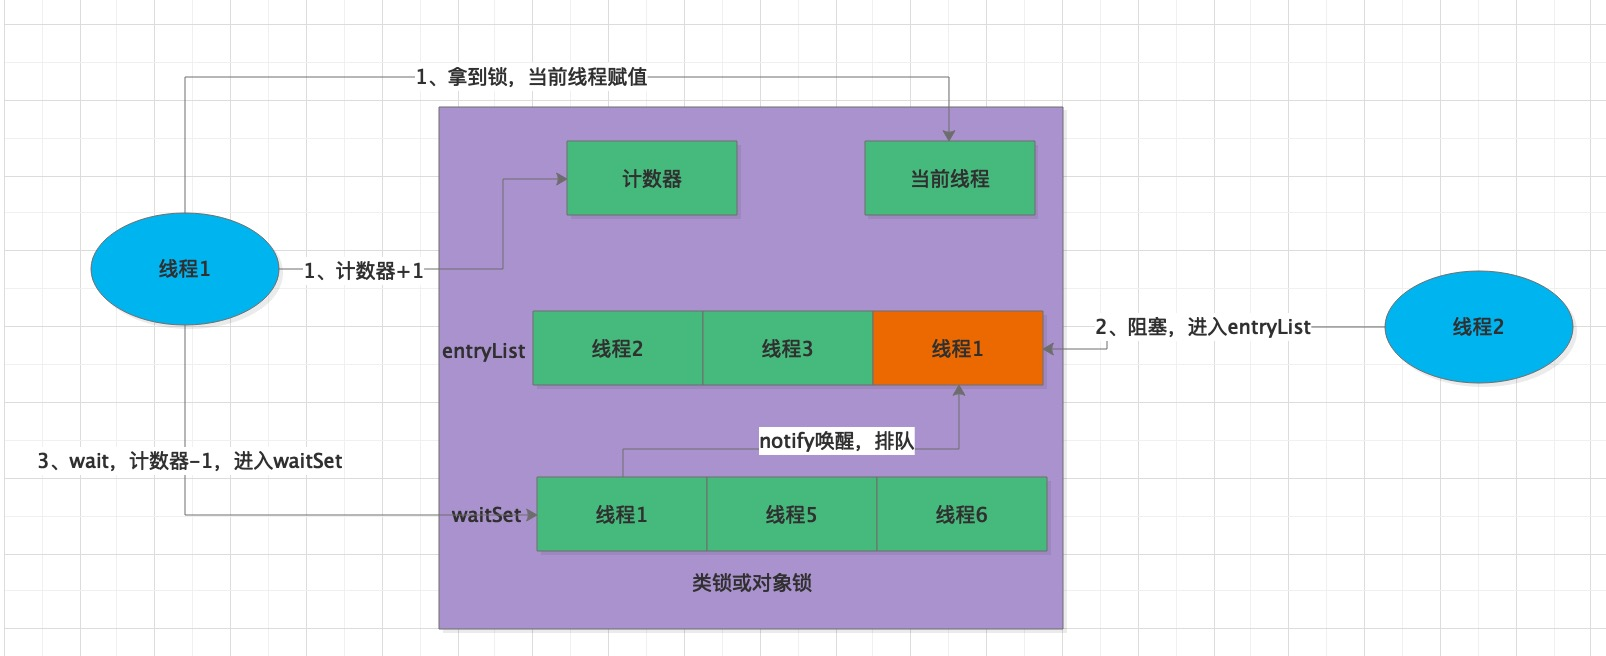 1、拿到锁，当前线程赋值
计数器
当前线程
线程1
1、计数器+1
2、阻塞，进入entryList
线程2
entryList
线程2
线程3
线程1
notify唤醒，排队
3、wait，计数器-1，进入waitSet
waitSet
线程1
线程5
线程6
类锁或对象锁